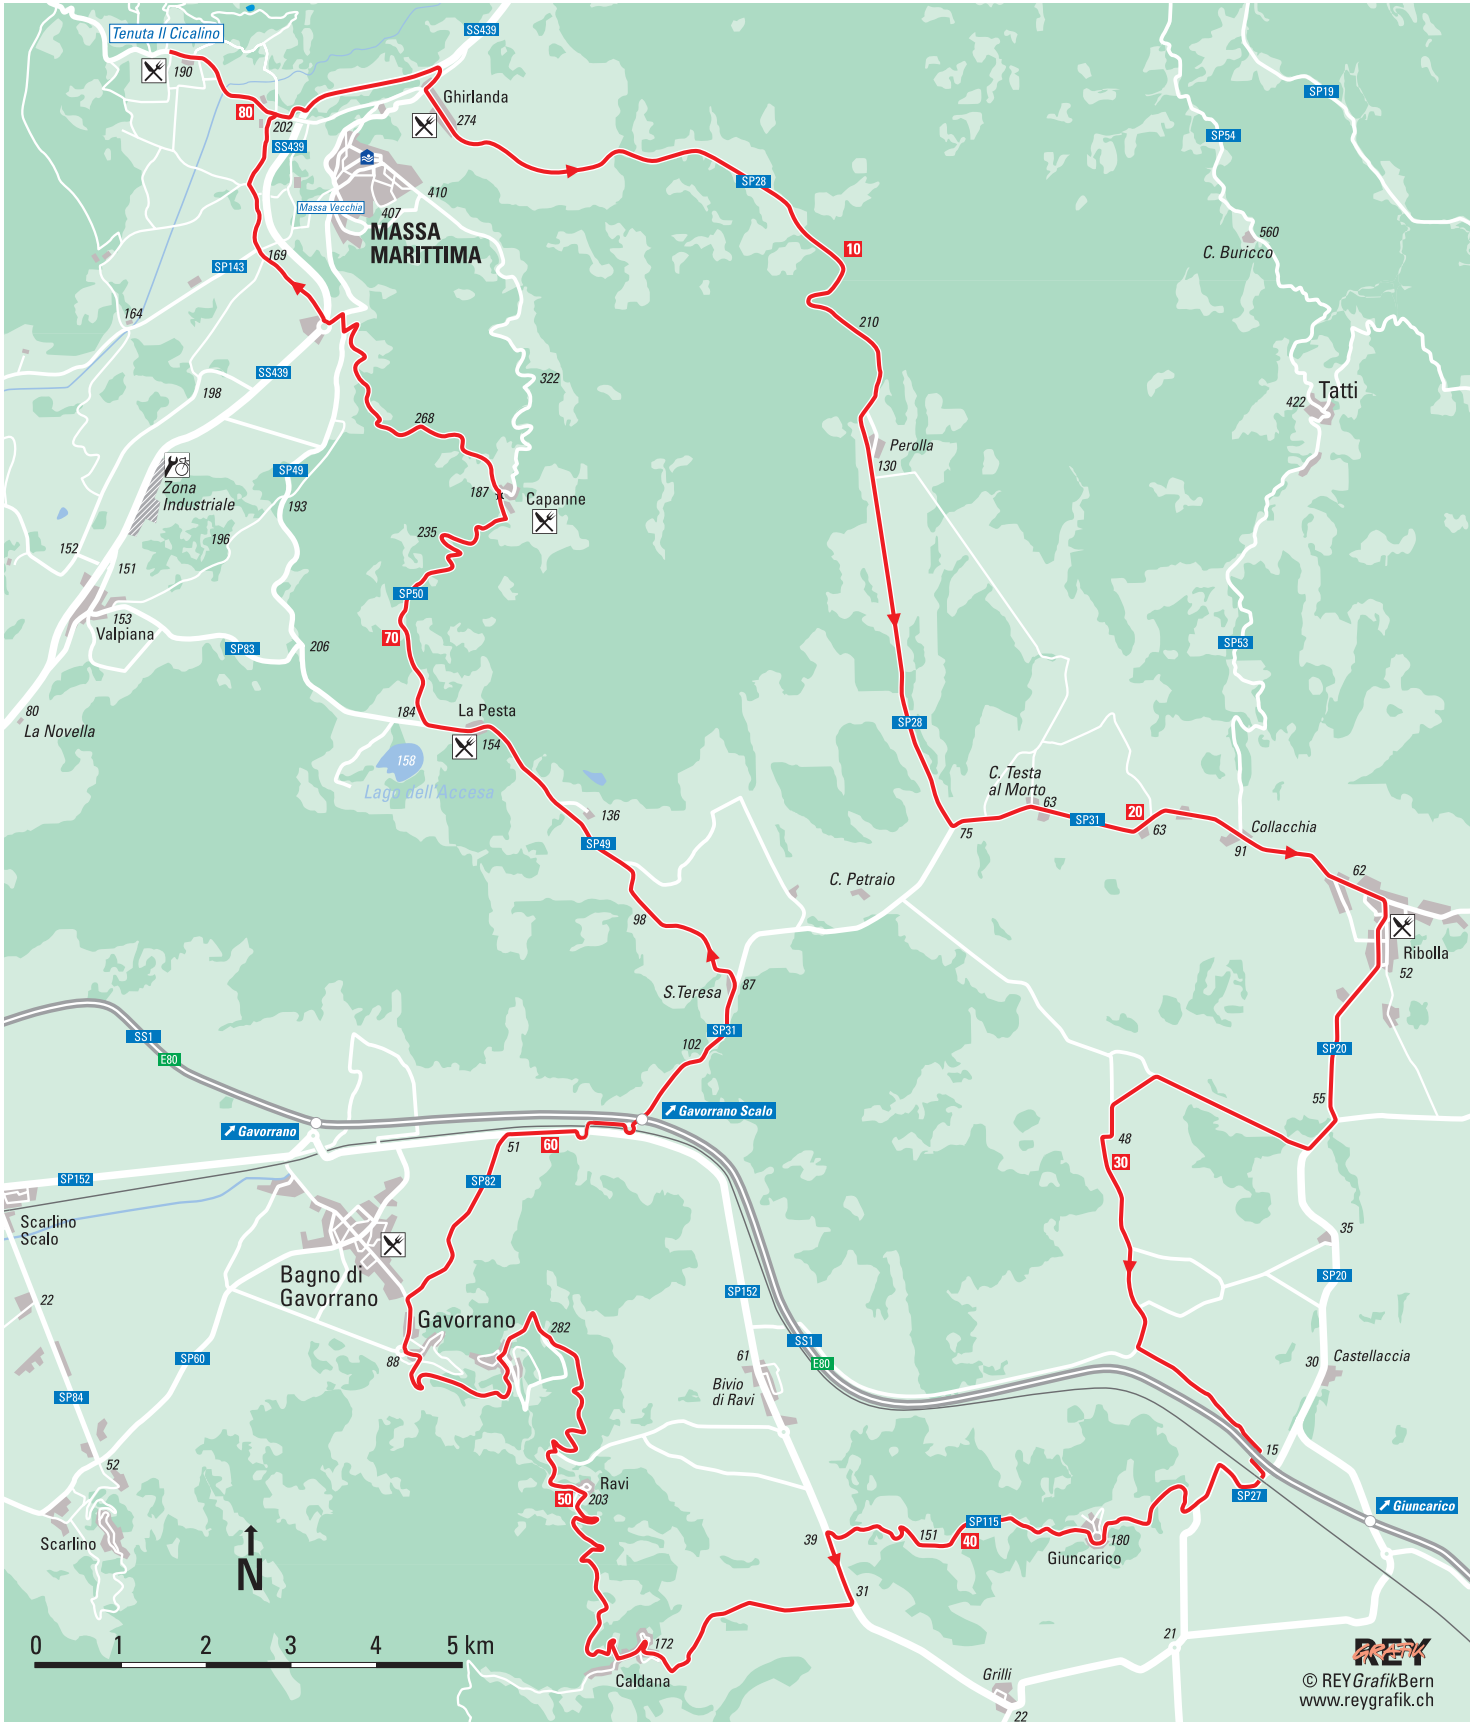 SS439
Tenuta Il Cicalino
190
SP19
80
Ghirlanda
274
202
SS439
SP54
SP28
410
Massa Vecchia
407
MASSA
MARITTIMA
560
C. Buricco
10
169
SP143
164
210
SS439
322
198
Tatti
422
268
Perolla
130
SP49
Zona
Industriale
187
Capanne
193
235
196
152
151
SP50
153
Valpiana
70
SP83
206
SP53
80
La Novella
184
La Pesta
154
SP28
158
Lago dell'Accesa
C. Testa
al Morto
63
20
SP31
63
136
75
Collacchia
91
SP49
62
C. Petraio
98
Ribolla
52
S.Teresa
87
SS1
SP31
E80
102
SP20
55
Gavorrano Scalo
Gavorrano
51
60
48
30
SP152
SP82
Scarlino
Scalo
35
Bagno di
Gavorrano
SP20
22
SP152
Gavorrano
282
SS1
E80
SP60
88
61
Bivio
di Ravi
30
Castellaccia
SP84
15
52
Ravi
50
203
SP27
Giuncarico
SP115
151
40
39
180
Giuncarico
Scarlino
N
31
21
0 1 2 3 4 5 km
172
Caldana
Grilli
22
REY
GRAFIK
© REYGrafikBern
www.reygrafik.ch